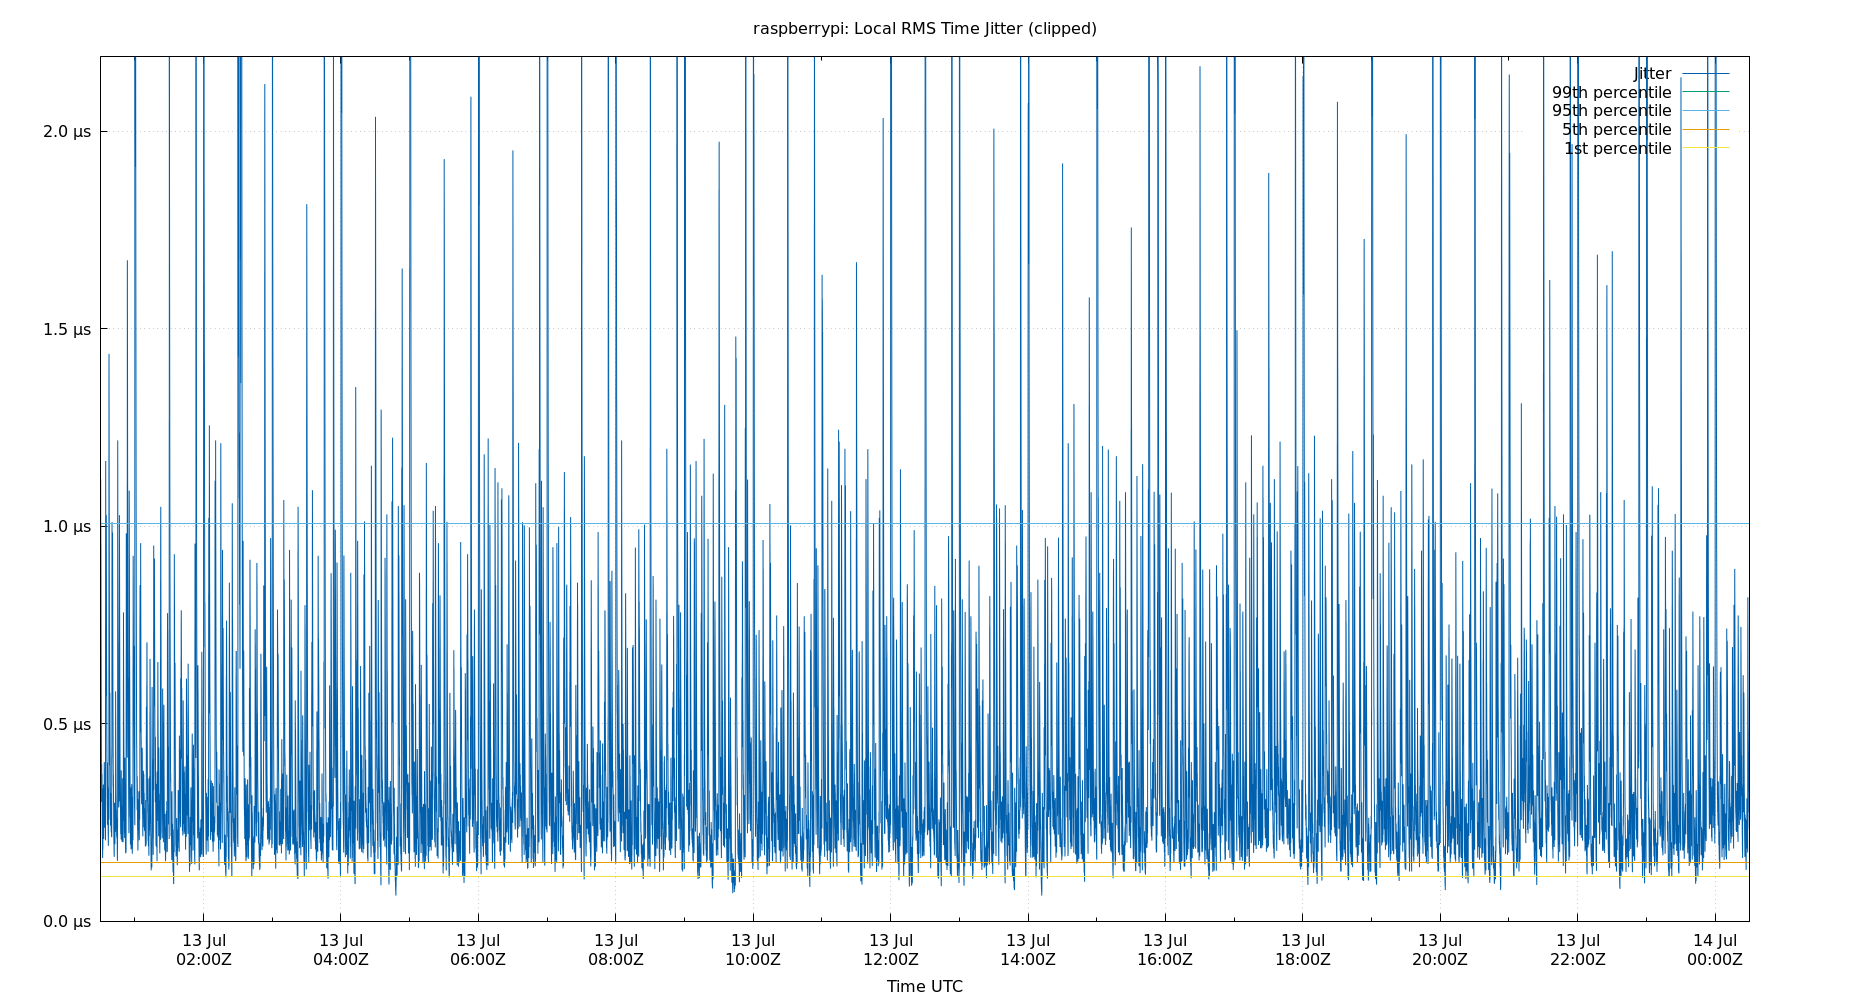 raspberrypi: Local RMS Time Jitter (clipped)
Jitter
99th percentile
95th percentile
5th percentile
1st percentile
2.0 µs
1.5 µs
1.0 µs
0.5 µs
0.0 µs
13 Jul 13 Jul 13 Jul 13 Jul 13 Jul 13 Jul 13 Jul 13 Jul 13 Jul 13 Jul 13 Jul 14 Jul
02:00Z 04:00Z 06:00Z 08:00Z 10:00Z 12:00Z 14:00Z 16:00Z 18:00Z 20:00Z 22:00Z 00:00Z
Time UTC